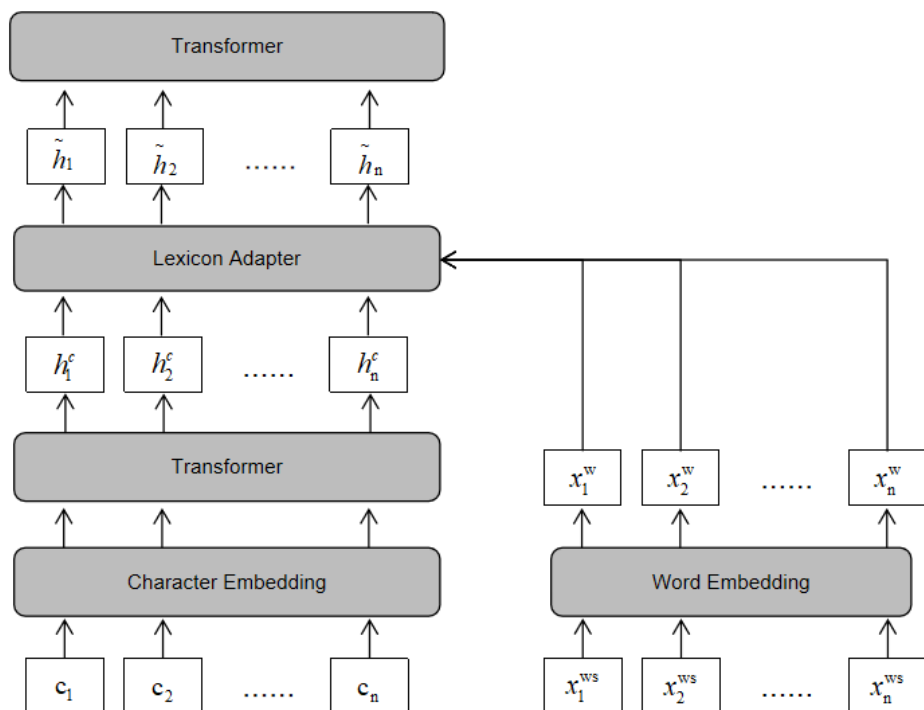 Transformer
h̃₁ h̃₂ ...... h̃ₙ
Lexicon Adapter
h₁ᶜ h₂ᶜ ...... hₙᶜ
Transformer
x₁ʷ x₂ʷ ...... xₙʷ
Character Embedding
Word Embedding
c₁ c₂ ...... cₙ
x₁ʷˢ x₂ʷˢ ...... xₙʷˢ